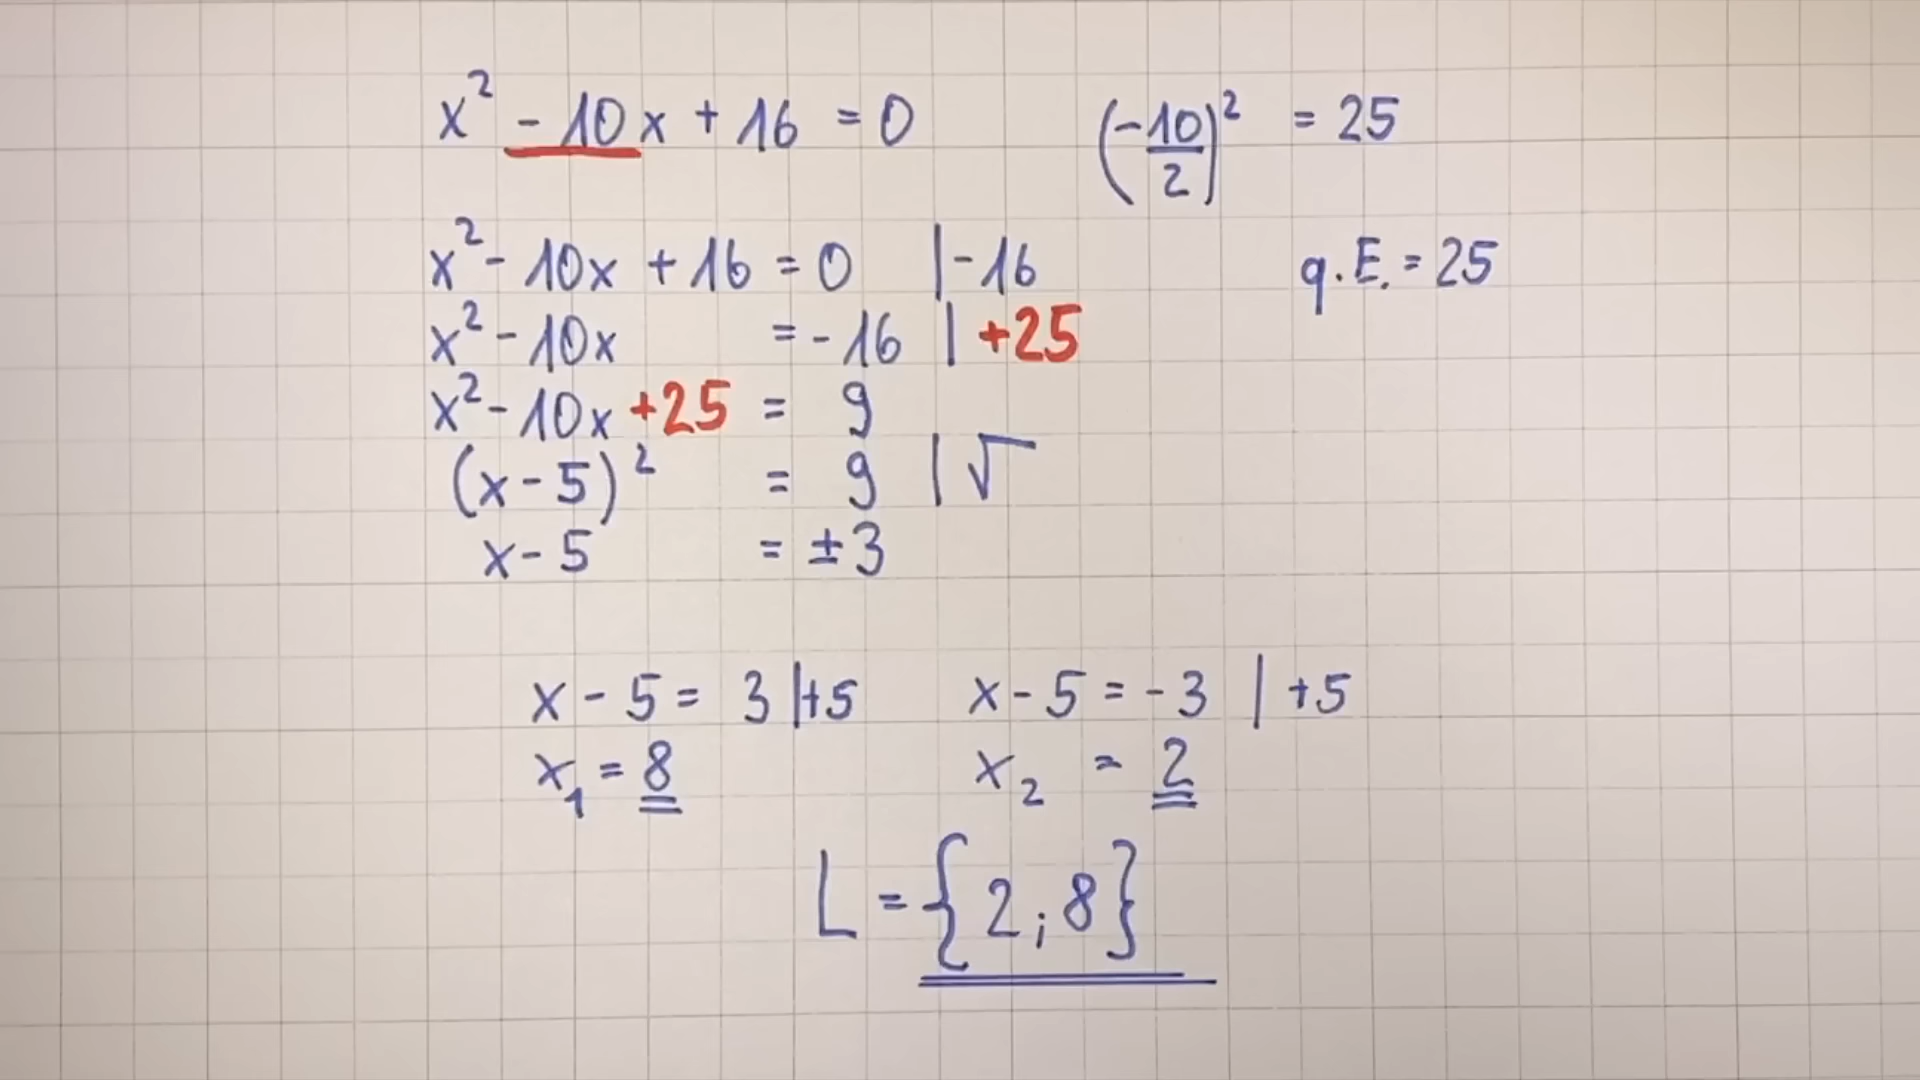 x² - 10x + 16 = 0
(-10/2)² = 25
x² - 10x + 16 = 0 | -16
q.E. = 25
x² - 10x = -16 | +25
x² - 10x +25 = 9
(x - 5)² = 9 | √
x - 5 = ±3
x - 5 = 3 | +5
x - 5 = -3 | +5
x₁ = 8
x₂ = 2
L = {2;8}